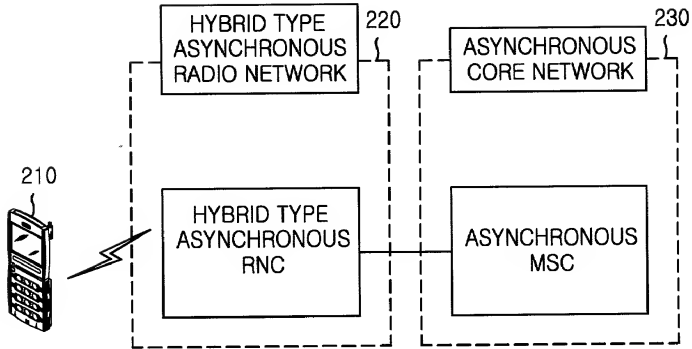 HYBRID TYPE
ASYNCHRONOUS
RADIO NETWORK
220
ASYNCHRONOUS
CORE NETWORK
230
210
HYBRID TYPE
ASYNCHRONOUS
RNC
ASYNCHRONOUS
MSC